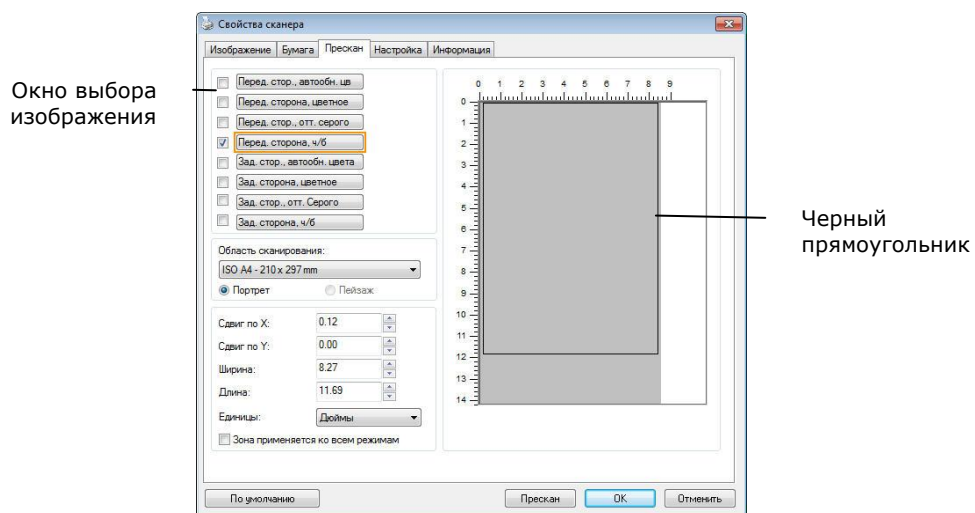 Свойства сканера
Изображение Бумага Прескан Настройка Информация
Окно выбора
изображения
Перед. стор., автообн. цв
Перед. сторона, цветное
Перед. стор., отт. серого
Перед. сторона, ч/б
Зад. стор., автообн. цвета
Зад. сторона, цветное
Зад. стор., отт. Серого
Зад. сторона, ч/б
Область сканирования:
ISO A4 - 210 x 297 mm
Портрет Пейзаж
Сдвиг по X: 0.12
Сдвиг по Y: 0.00
Ширина: 8.27
Длина: 11.69
Единицы: Дюймы
Зона применяется ко всем режимам
0 1 2 3 4 5 6 7 8 9
0
1
2
3
4
5
6
7
8
9
10
11
12
13
14
Черный
прямоугольник
По умолчанию Прескан OK Отменить